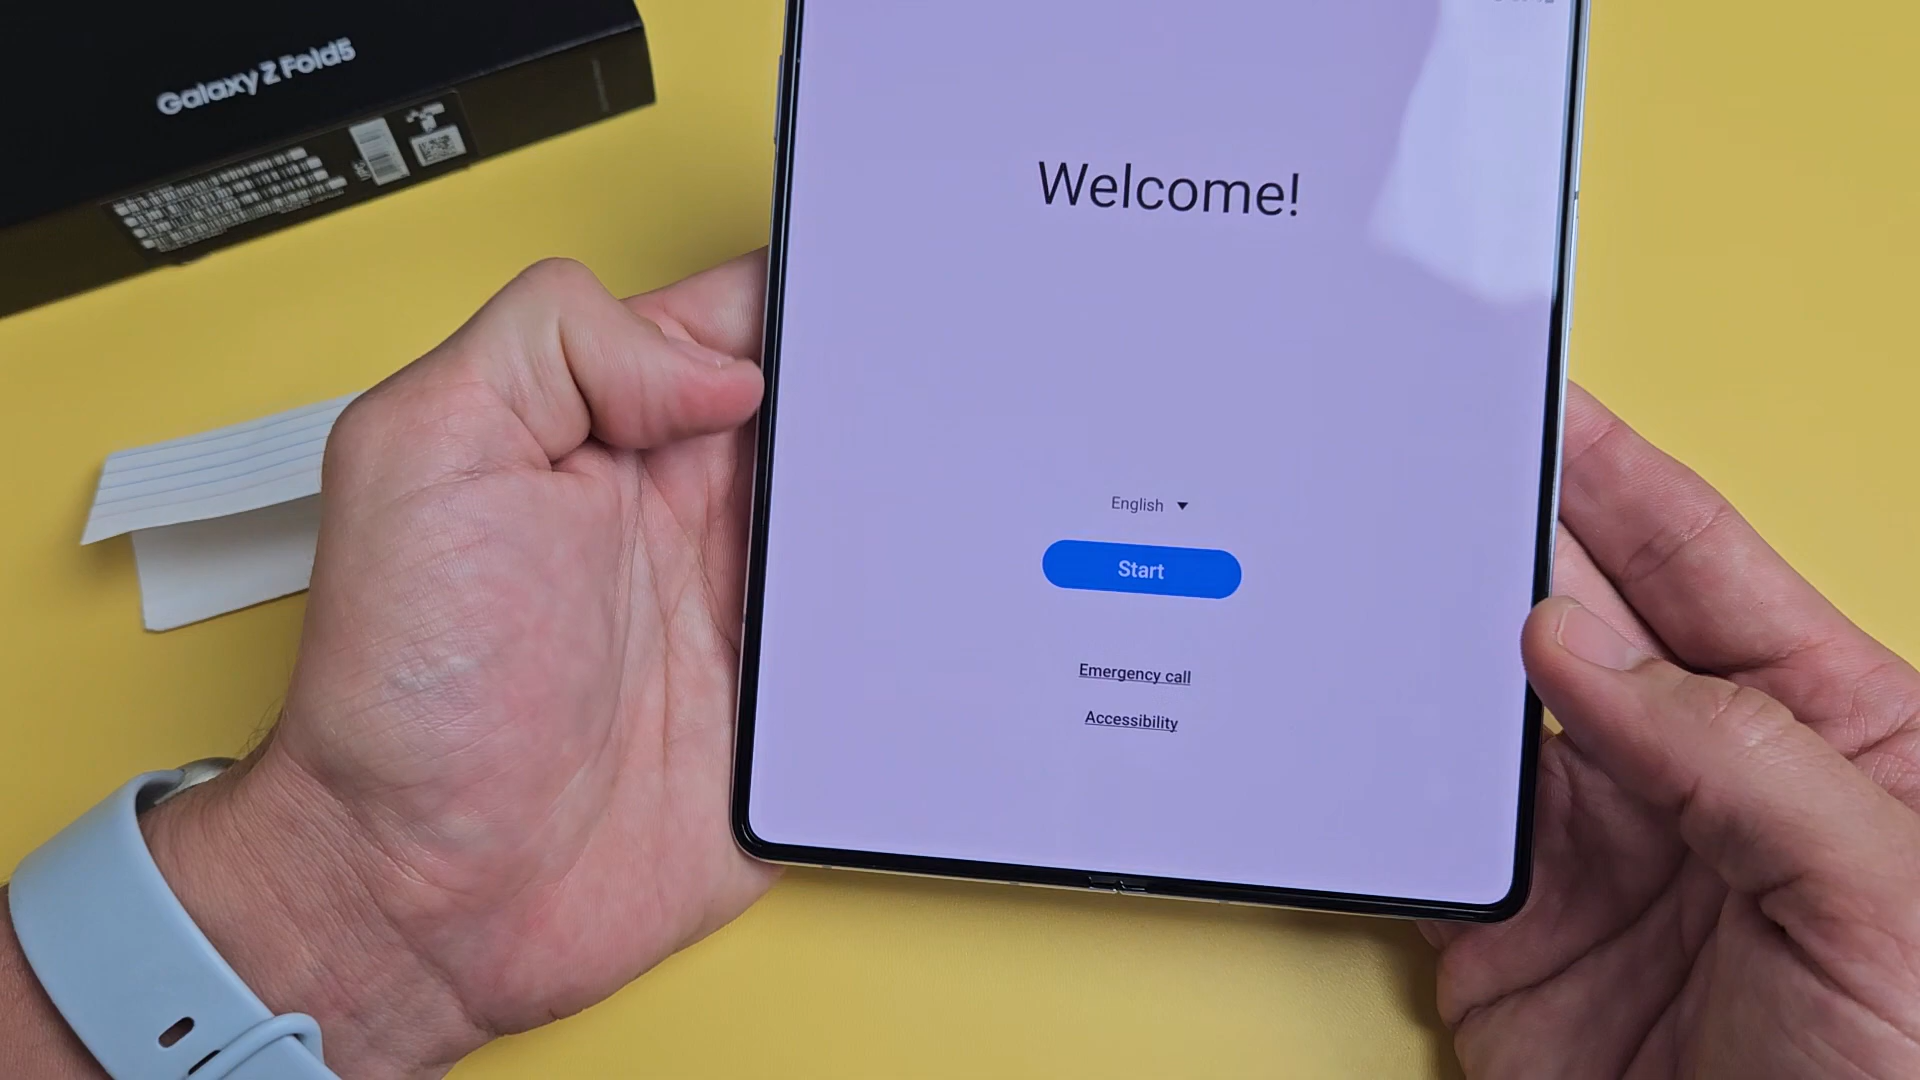 Galaxy Z Fold5
Welcome!
English
Start
Emergency call
Accessibility